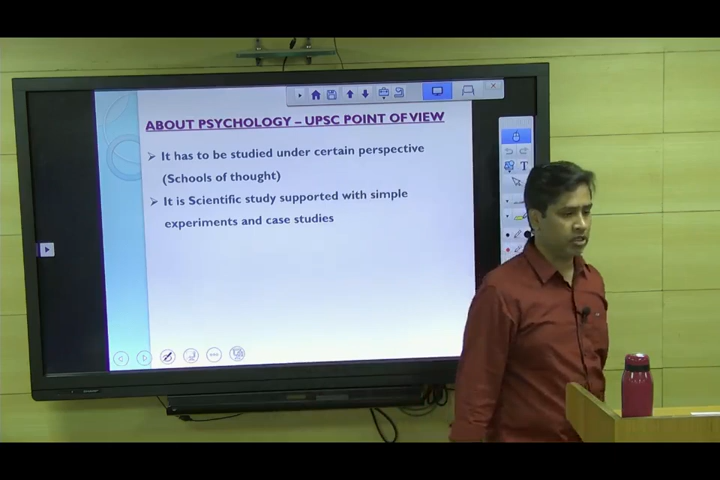 ABOUT PSYCHOLOGY – UPSC POINT OF VIEW
It has to be studied under certain perspective
(Schools of thought)
It is Scientific study supported with simple
experiments and case studies
T